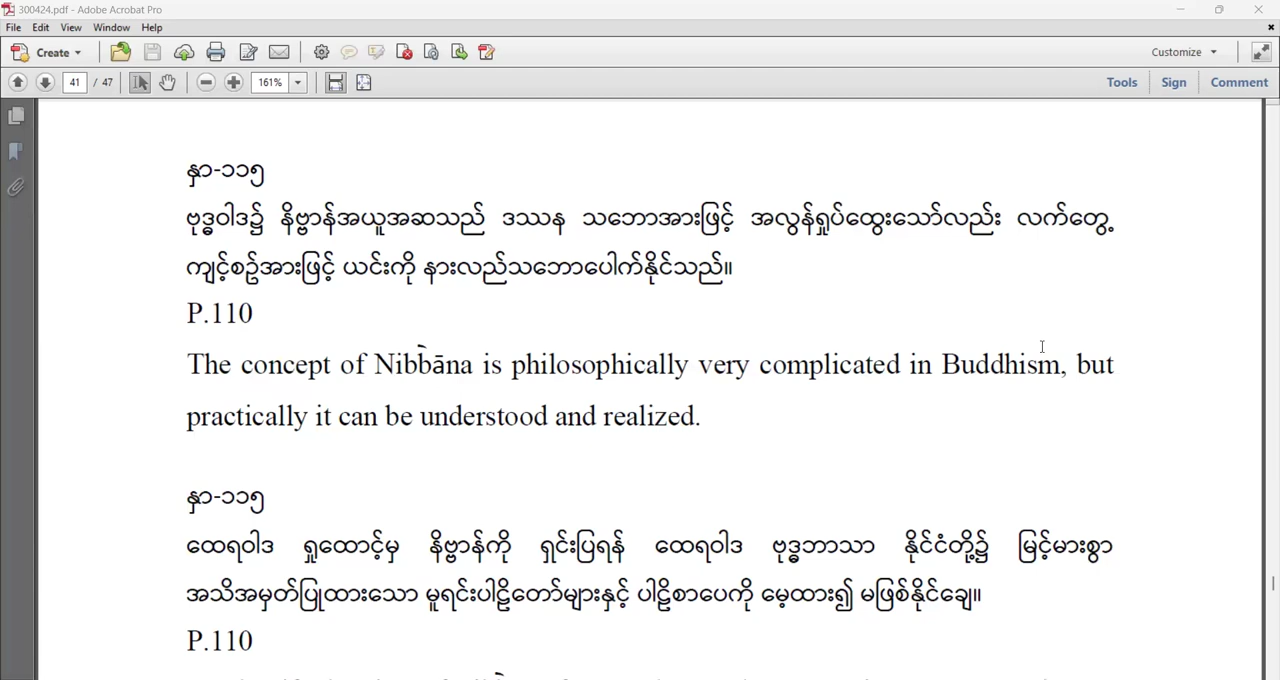 300424.pdf - Adobe Acrobat Pro
File Edit View Window Help
Create Customize
41 / 47 161% Tools Sign Comment
နှာ-၁၁၅
ဗုဒ္ဓဝါဒ၌ နိဗ္ဗာန်အယူအဆသည် ဒဿန သဘောအားဖြင့် အလွန်ရှုပ်ထွေးသော်လည်း လက်တွေ့
ကျင့်စဥ်အားဖြင့် ယင်းကို နားလည်သဘောပေါက်နိုင်သည်။
P.110
The concept of Nibb̀āna is philosophically very complicated in Buddhism, but
practically it can be understood and realized.
နှာ-၁၁၅
ထေရဝါဒ ရှုထောင့်မှ နိဗ္ဗာန်ကို ရှင်းပြရန် ထေရဝါဒ ဗုဒ္ဓဘာသာ နိုင်ငံတို့၌ မြင့်မားစွာ
အသိအမှတ်ပြုထားသော မူရင်းပါဠိတော်များနှင့် ပါဠိစာပေကို မေ့ထား၍ မဖြစ်နိုင်ချေ။
P.110